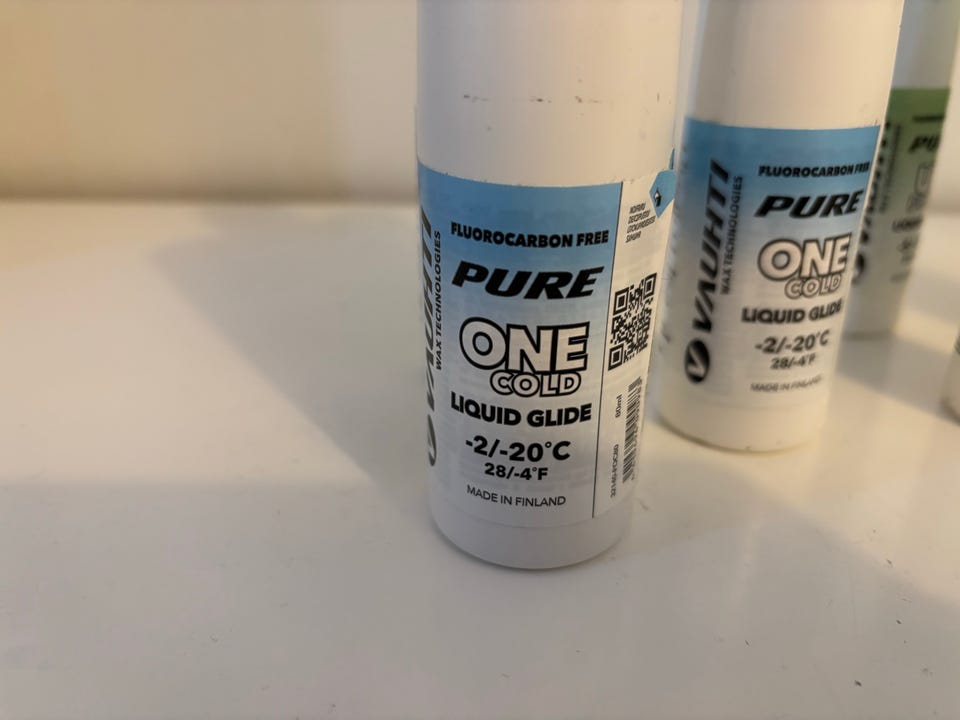 VAUHTI
WAX TECHNOLOGIES
FLUOROCARBON FREE
PURE
ONE
COLD
LIQUID GLIDE
-2/-20°C
28/-4°F
MADE IN FINLAND
80ml
VAUHTI
WAX TECHNOLOGIES
FLUOROCARBON FREE
PURE
ONE
COLD
LIQUID GLIDE
-2/-20°C
28/-4°F
MADE IN FINLAND